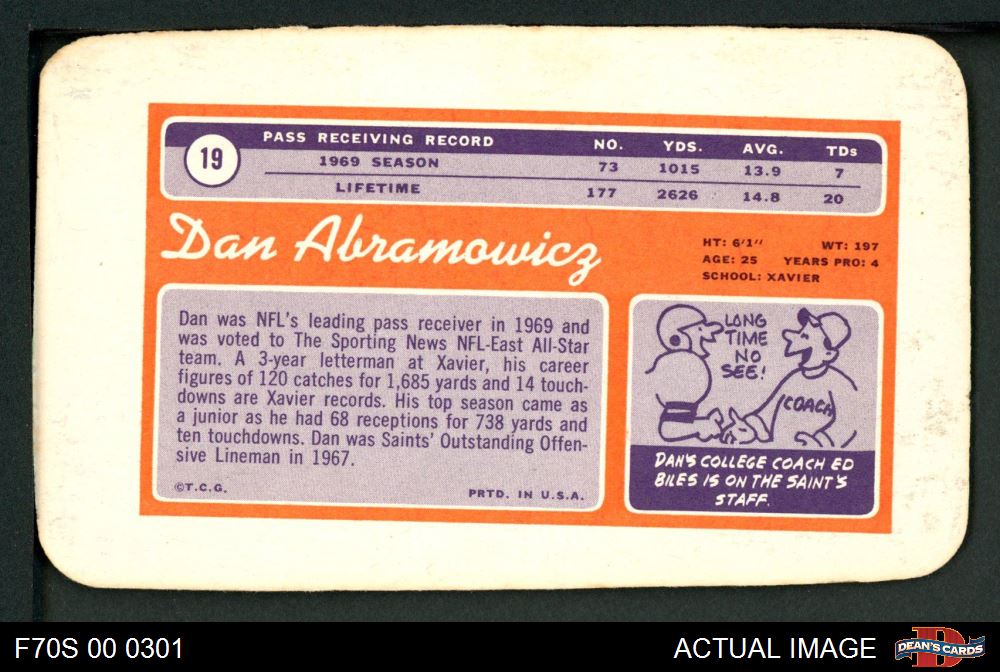 19
PASS RECEIVING RECORD NO. YDS. AVG. TDs
1969 SEASON 73 1015 13.9 7
LIFETIME 177 2626 14.8 20
Dan Abramowicz
HT: 6'1" WT: 197
AGE: 25 YEARS PRO: 4
SCHOOL: XAVIER
Dan was NFL's leading pass receiver in 1969 and
was voted to The Sporting News NFL-East All-Star
team. A 3-year letterman at Xavier, his career
figures of 120 catches for 1,685 yards and 14 touch-
downs are Xavier records. His top season came as
a junior as he had 68 receptions for 738 yards and
ten touchdowns. Dan was Saints' Outstanding Offen-
sive Lineman in 1967.
©T.C.G. PRTD. IN U.S.A.
LONG
TIME
NO
SEE!
COACH
DAN'S COLLEGE COACH ED
BILES IS ON THE SAINT'S
STAFF.
F70S 00 0301 ACTUAL IMAGE
D
DEAN'S CARDS